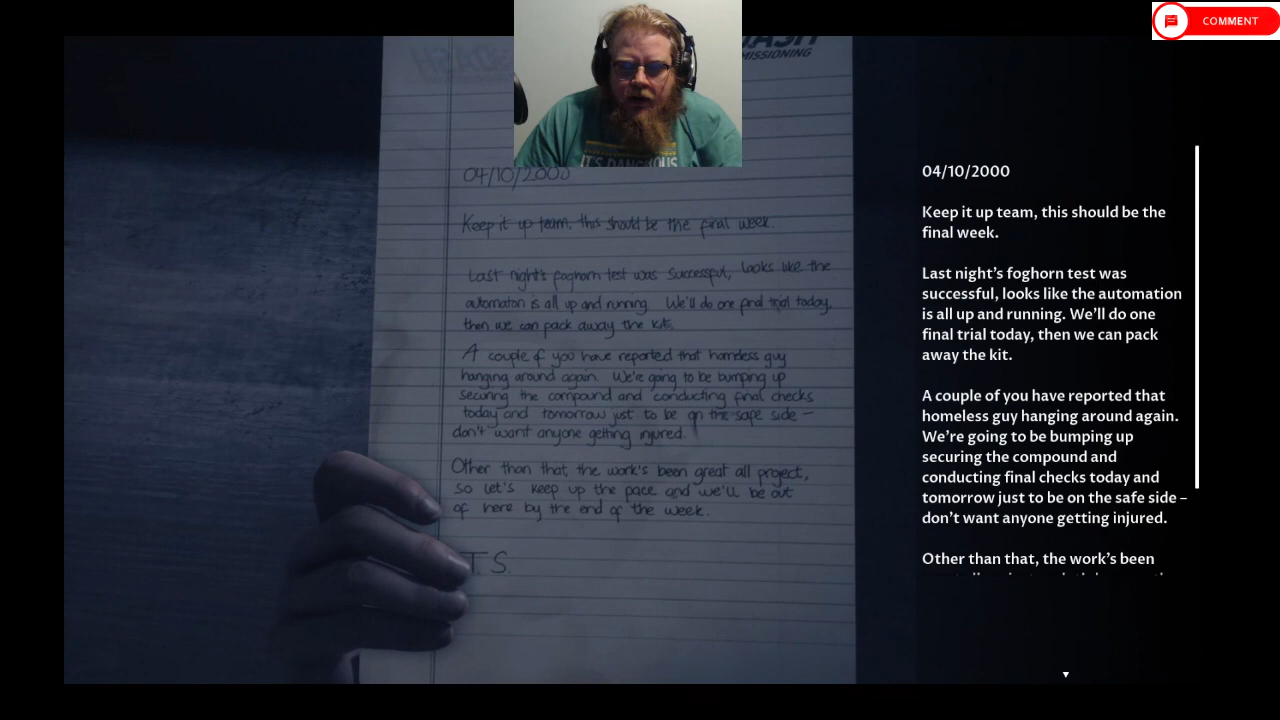 COMMENT
MISSIONING
IT'S DANGEROUS
04/10/2000
Keep it up team, this should be the final week.
Last night's foghorn test was successful, looks like the
automation is all up and running. We'll do one final trial today,
then we can pack away the kit.
A couple of you have reported that homeless guy
hanging around again. We're going to be bumping up
securing the compound and conducting final checks
today and tomorrow just to be on the safe side –
don't want anyone getting injured.
Other than that, the work's been great all project,
so let's keep up the pace and we'll be out
of here by the end of the week.
T.S.
04/10/2000
Keep it up team, this should be the
final week.
Last night's foghorn test was
successful, looks like the automation
is all up and running. We'll do one
final trial today, then we can pack
away the kit.
A couple of you have reported that
homeless guy hanging around again.
We're going to be bumping up
securing the compound and
conducting final checks today and
tomorrow just to be on the safe side –
don't want anyone getting injured.
Other than that, the work's been